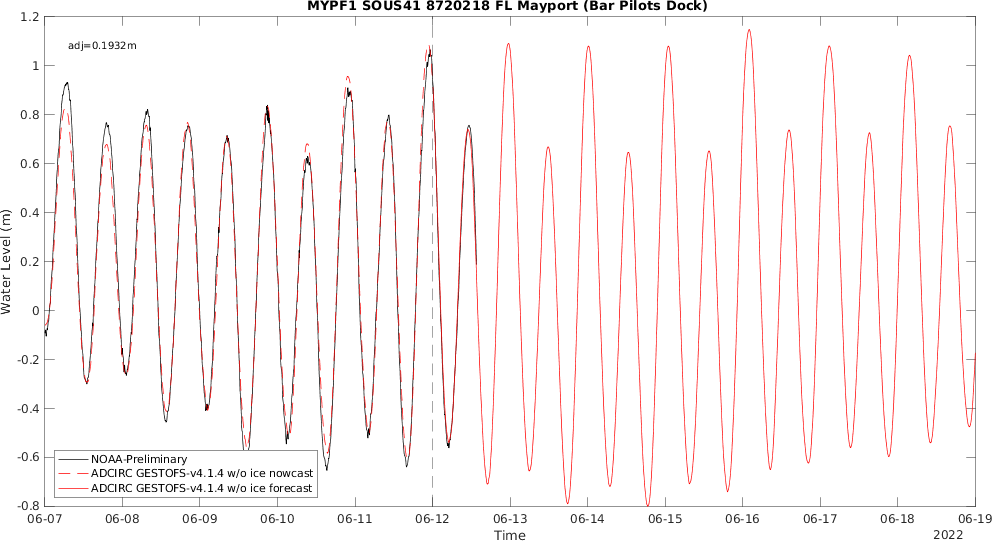 MYPF1 SOUS41 8720218 FL Mayport (Bar Pilots Dock)
adj=0.1932m
1.2
1
0.8
0.6
0.4
0.2
0
-0.2
-0.4
-0.6
-0.8
Water Level (m)
NOAA-Preliminary
ADCIRC GESTOFS-v4.1.4 w/o ice nowcast
ADCIRC GESTOFS-v4.1.4 w/o ice forecast
06-07 06-08 06-09 06-10 06-11 06-12 06-13 06-14 06-15 06-16 06-17 06-18 06-19
Time
2022